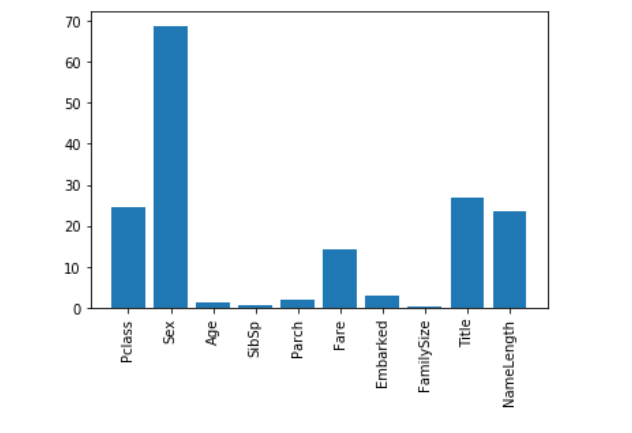 70
60
50
40
30
20
10
0
Pclass
Sex
Age
SibSp
Parch
Fare
Embarked
FamilySize
Title
NameLength